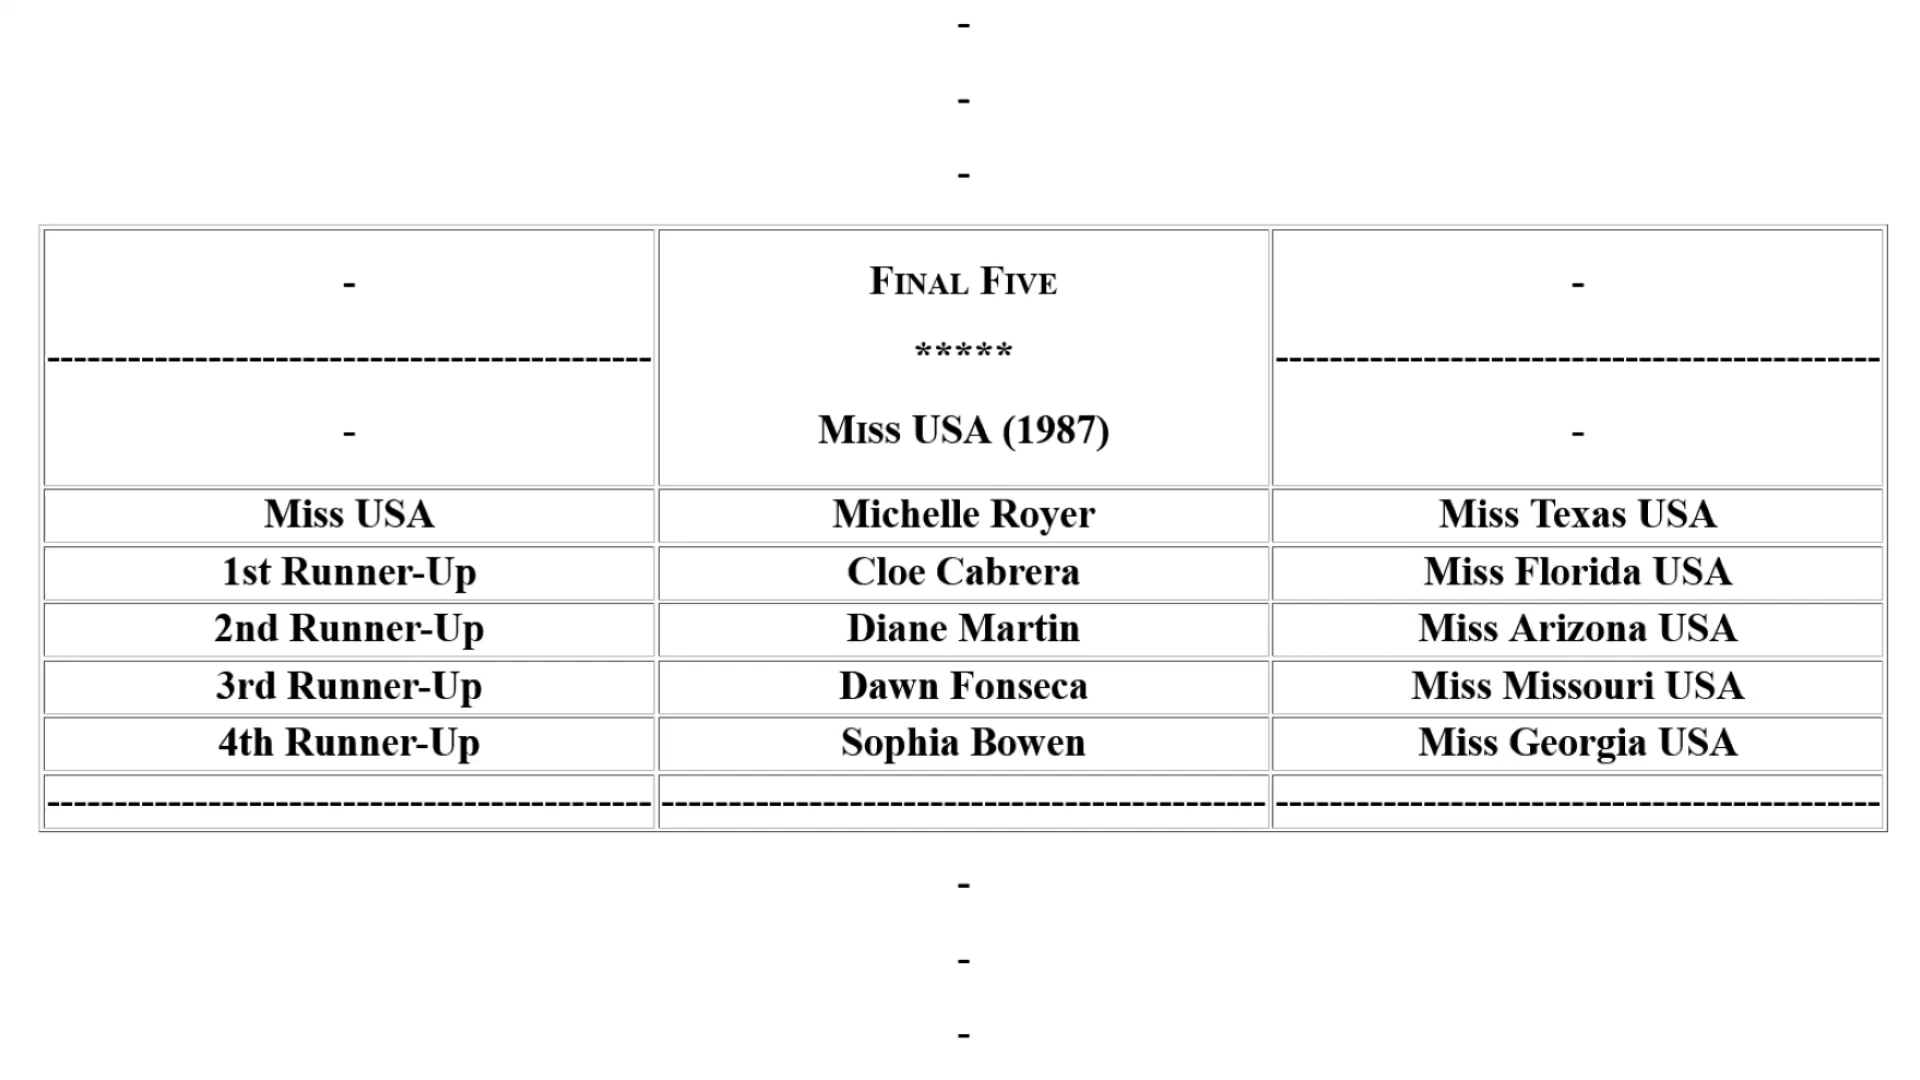 -
-
-
- Final Five -
-------------------------------------------- ***** --------------------------------------------
- Miss USA (1987) -
Miss USA Michelle Royer Miss Texas USA
1st Runner-Up Cloe Cabrera Miss Florida USA
2nd Runner-Up Diane Martin Miss Arizona USA
3rd Runner-Up Dawn Fonseca Miss Missouri USA
4th Runner-Up Sophia Bowen Miss Georgia USA
-------------------------------------------- -------------------------------------------- --------------------------------------------
-
-
-